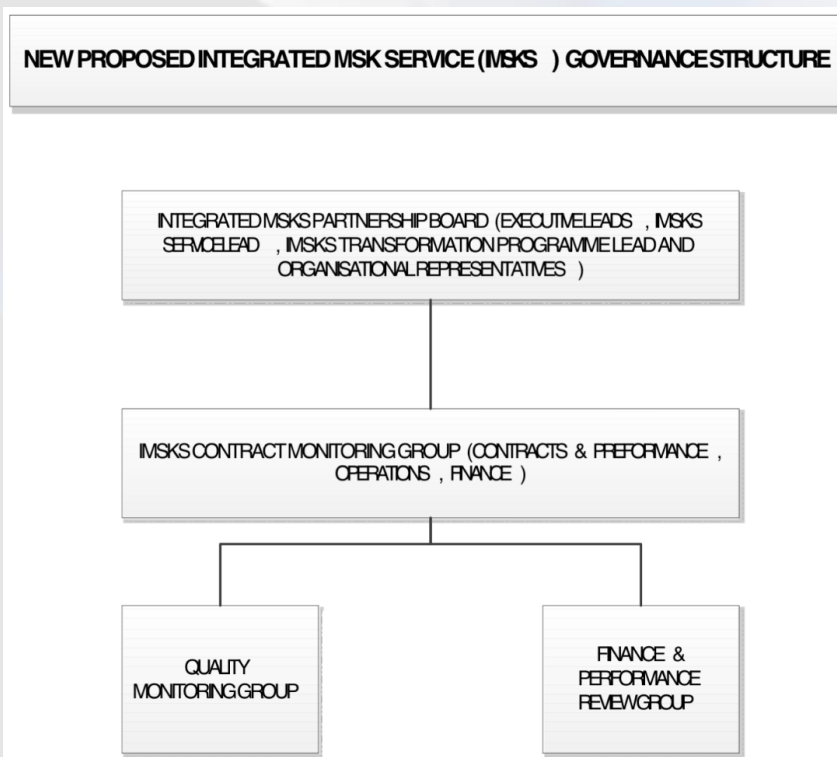 NEW PROPOSED INTEGRATED MSK SERVICE (IMSKS ) GOVERNANCE STRUCTURE
INTEGRATED MSKS PARTNERSHIP BOARD (EXECUTIVE LEADS , IMSKS
SERVICE LEAD , IMSKS TRANSFORMATION PROGRAMME LEAD AND
ORGANISATIONAL REPRESENTATIVES )
IMSKS CONTRACT MONITORING GROUP (CONTRACTS & PREFORMANCE ,
OPERATIONS , FINANCE )
QUALITY
MONITORING GROUP
FINANCE &
PERFORMANCE
REVIEW GROUP